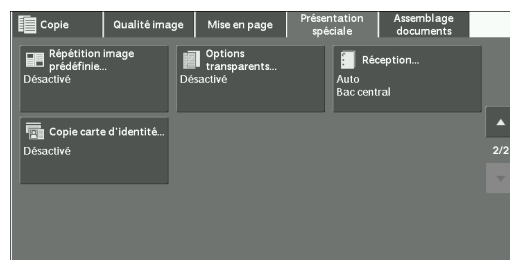 Copie
Qualité image
Mise en page
Présentation
spéciale
Assemblage
documents
Répétition image
prédéfinie...
Désactivé
Options
transparents...
Désactivé
Réception...
Auto
Bac central
Copie carte d'identité...
Désactivé
2/2